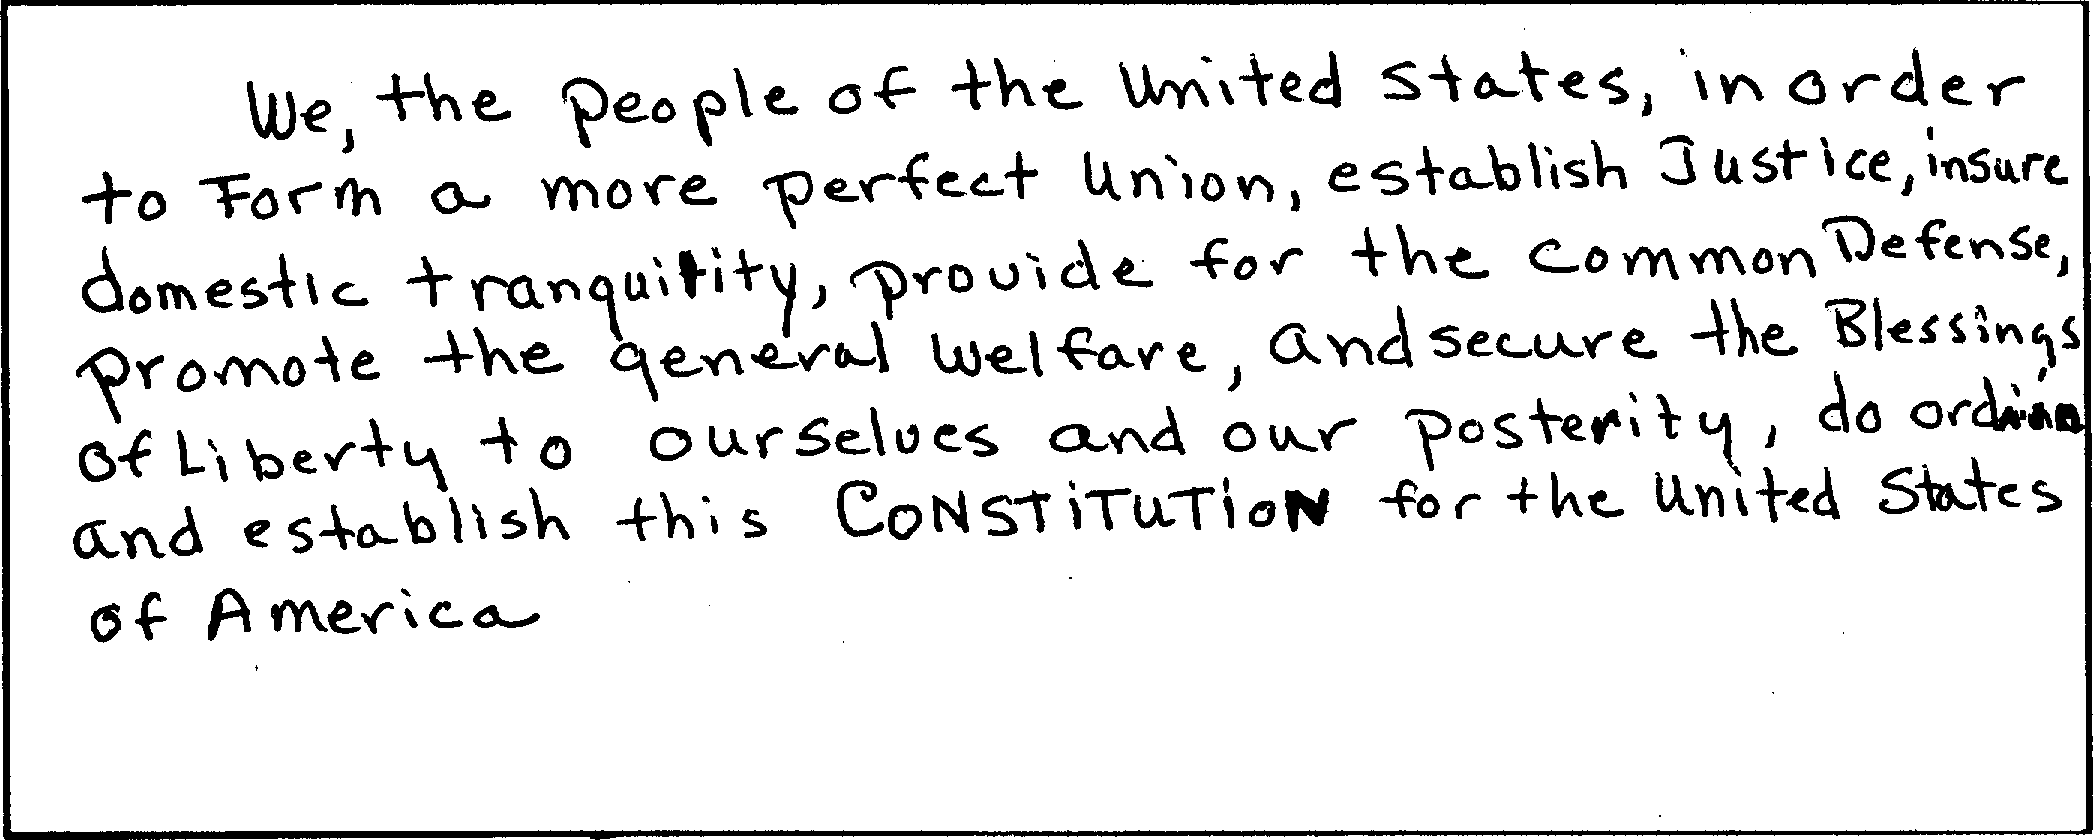 We, the people of the United States, in order
to Form a more perfect Union, establish Justice, insure
domestic tranquility, provide for the common Defense,
promote the general welfare, and secure the Blessings
of Liberty to ourselves and our posterity, do
and establish this CONSTiTUTiON for the United States
of America